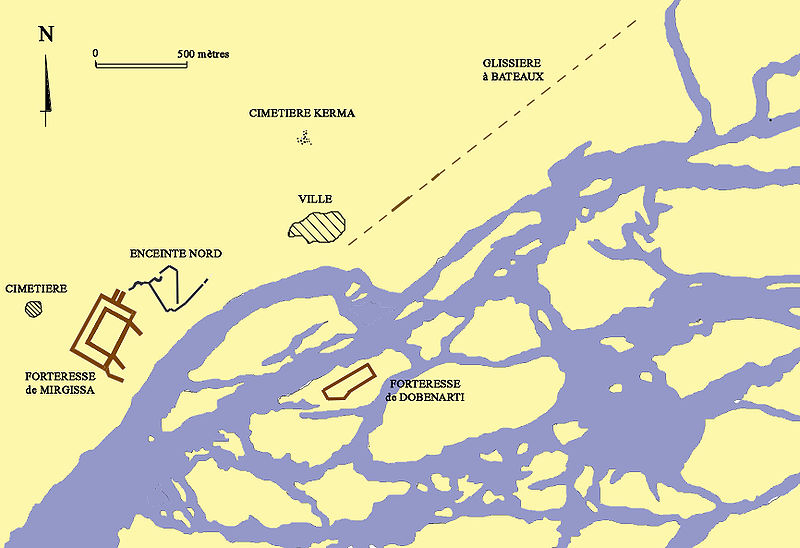 N
0 500 mètres
GLISSIERE
à BATEAUX
CIMETIERE KERMA
VILLE
ENCEINTE NORD
CIMETIERE
FORTERESSE
de MIRGISSA
FORTERESSE
de DOBENARTI